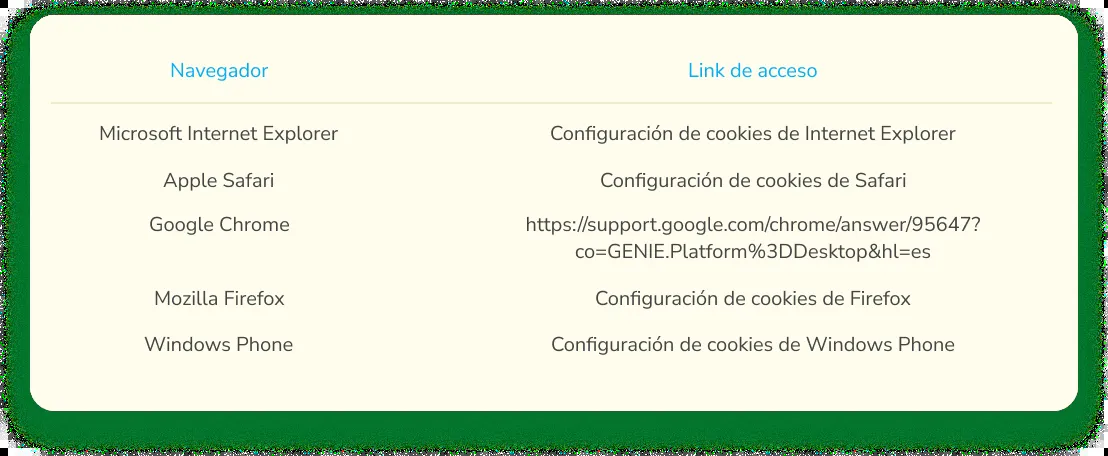 Navegador Link de acceso
Microsoft Internet Explorer Configuración de cookies de Internet Explorer
Apple Safari Configuración de cookies de Safari
Google Chrome https://support.google.com/chrome/answer/95647?
co=GENIE.Platform%3DDesktop&hl=es
Mozilla Firefox Configuración de cookies de Firefox
Windows Phone Configuración de cookies de Windows Phone